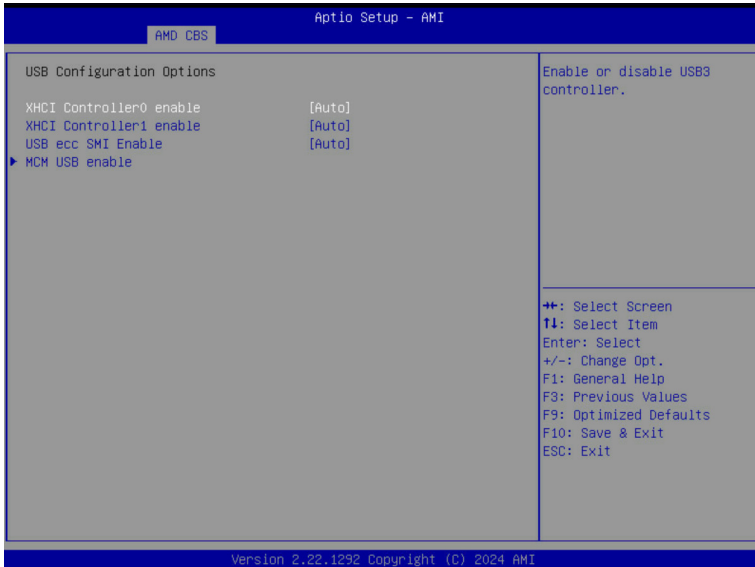 Aptio Setup – AMI
AMD CBS
USB Configuration Options
XHCI Controller0 enable [Auto]
XHCI Controller1 enable [Auto]
USB ecc SMI Enable [Auto]
MCM USB enable
Enable or disable USB3
controller.
: Select Screen
↑↓: Select Item
Enter: Select
+/-: Change Opt.
F1: General Help
F3: Previous Values
F9: Optimized Defaults
F10: Save & Exit
ESC: Exit
Version 2.22.1292 Copyright (C) 2024 AMI